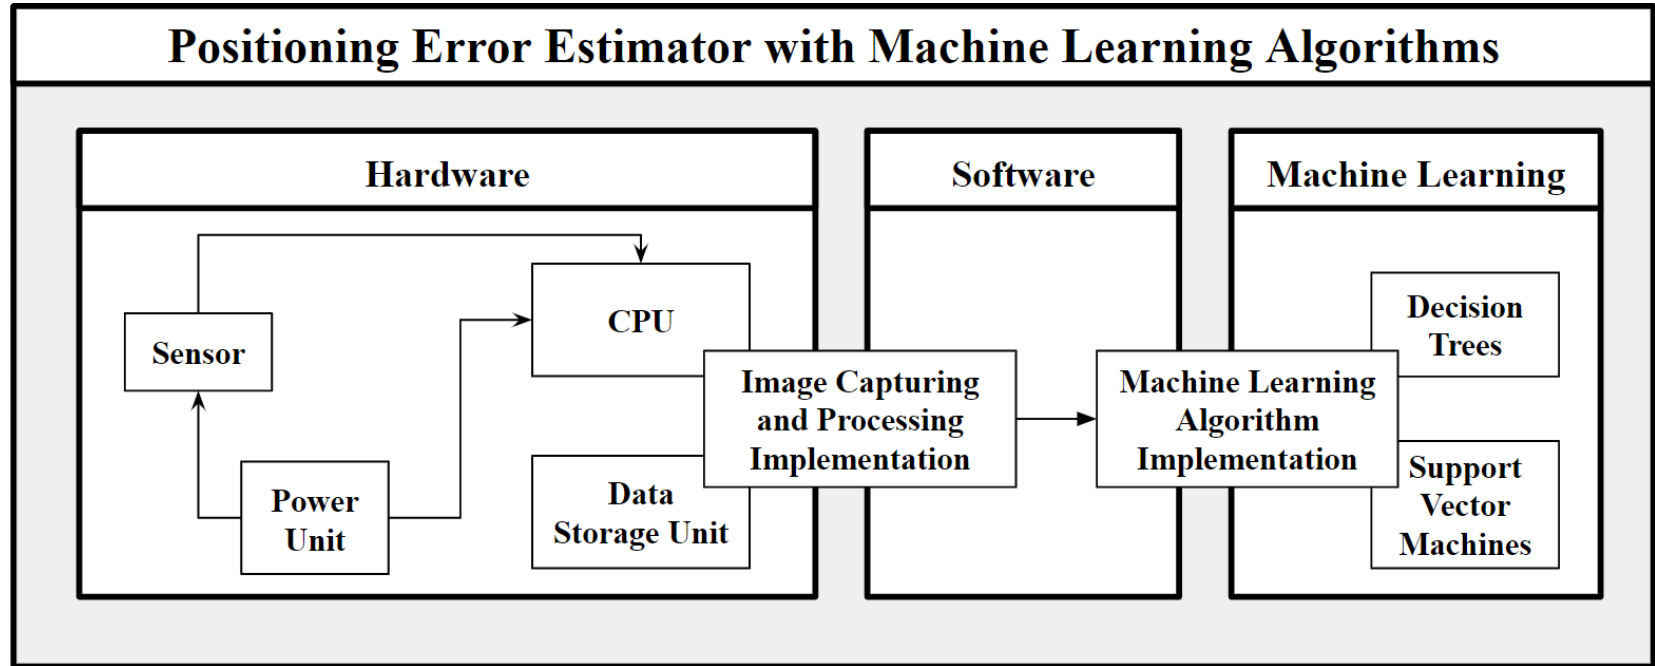 Positioning Error Estimator with Machine Learning Algorithms
Hardware
Sensor
Power
Unit
CPU
Data
Storage Unit
Software
Image Capturing
and Processing
Implementation
Machine Learning
Algorithm
Implementation
Machine Learning
Decision
Trees
Support
Vector
Machines